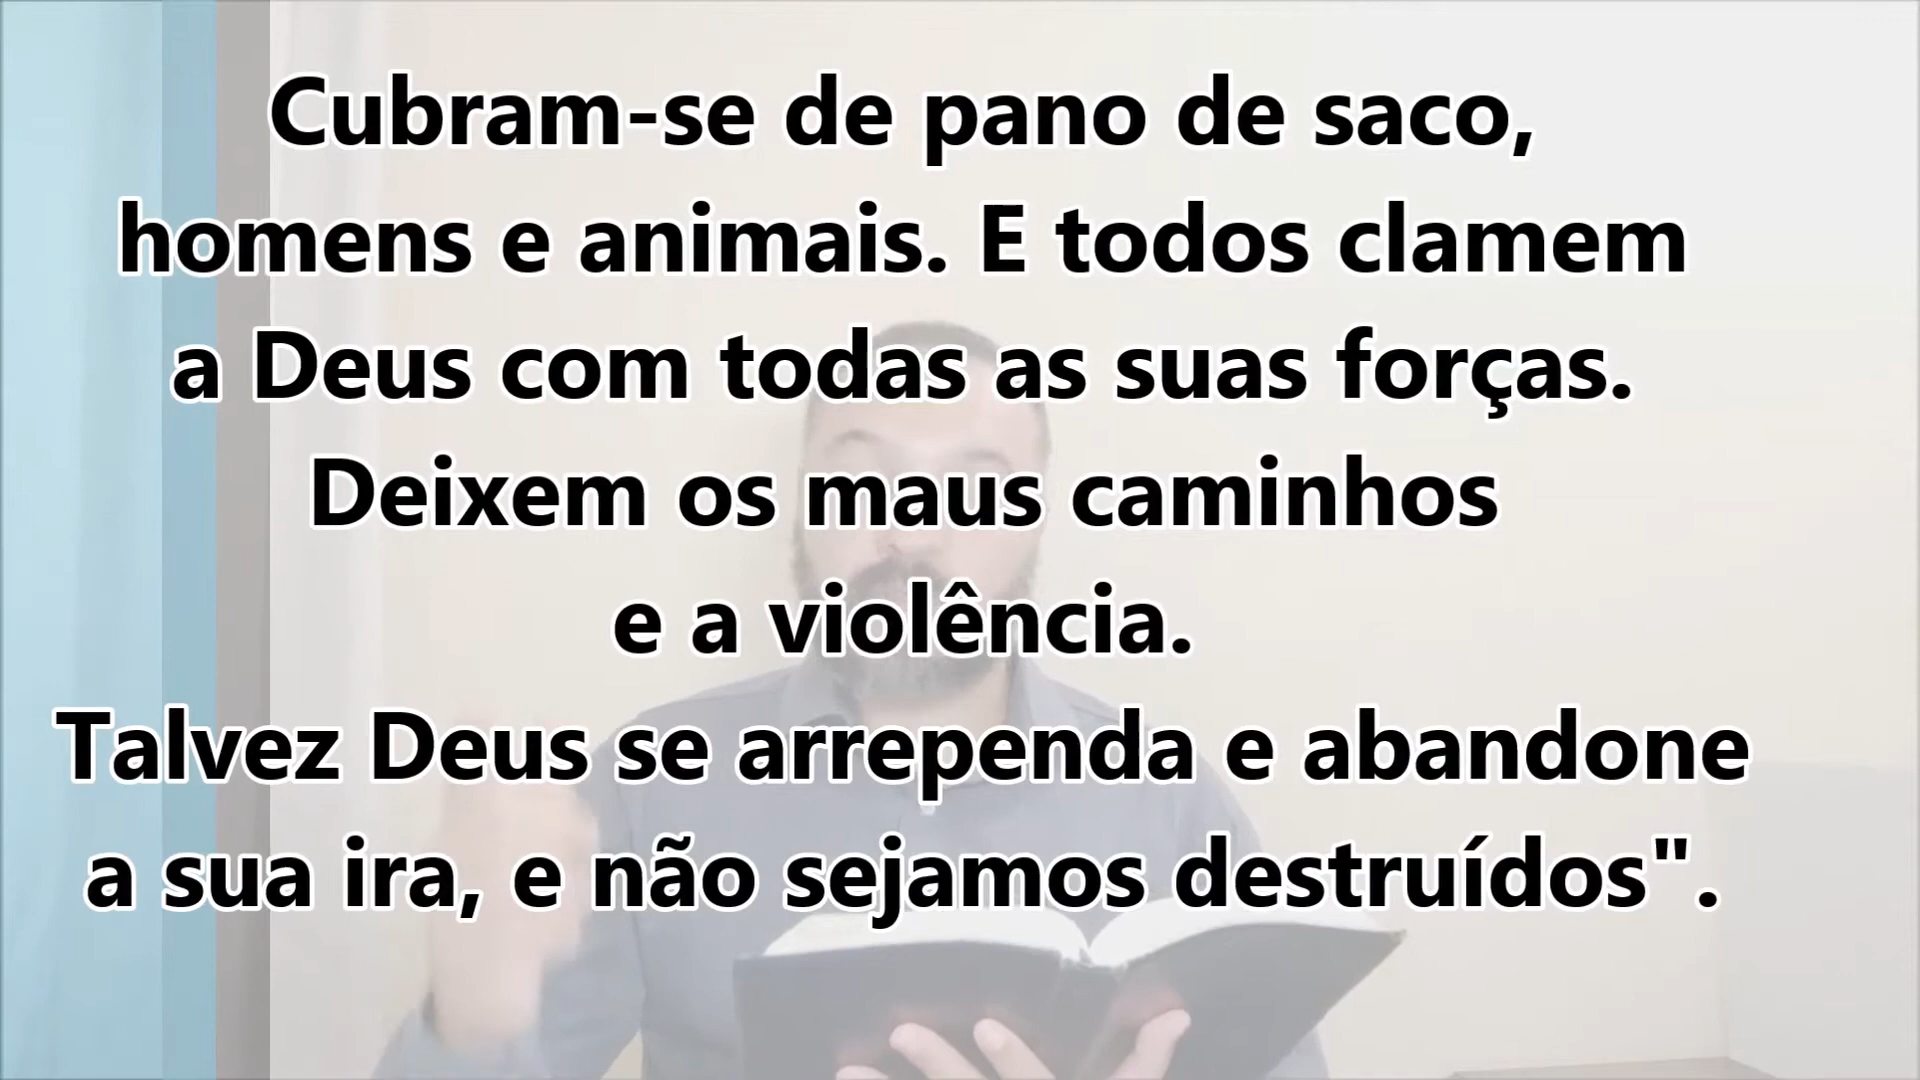 Cubram-se de pano de saco,
homens e animais. E todos clamem
a Deus com todas as suas forças.
Deixem os maus caminhos
e a violência.
Talvez Deus se arrependa e abandone
a sua ira, e não sejamos destruídos".